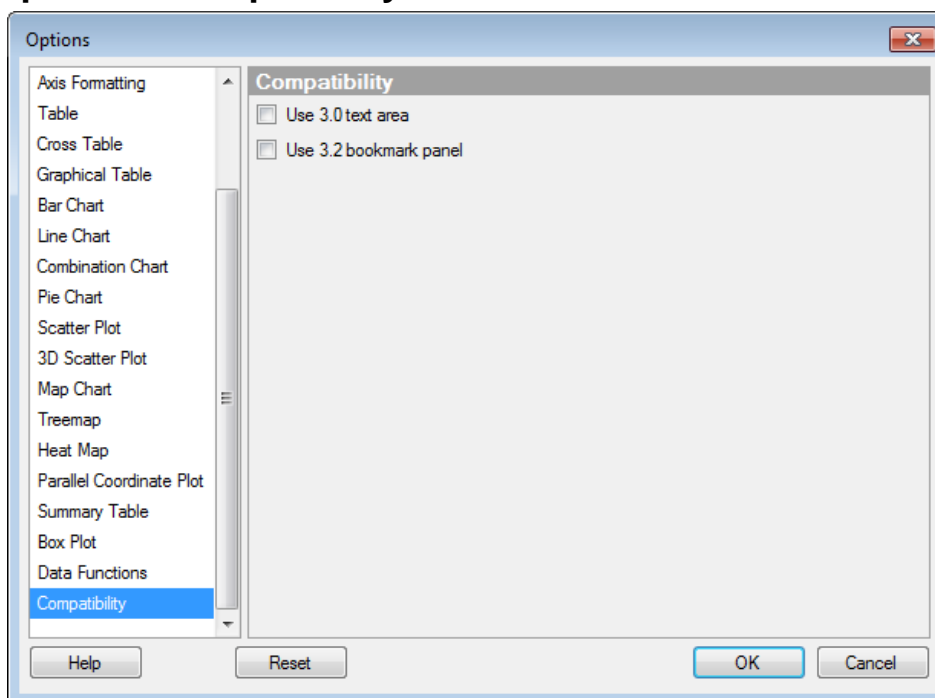 Options
Axis Formatting
Table
Cross Table
Graphical Table
Bar Chart
Line Chart
Combination Chart
Pie Chart
Scatter Plot
3D Scatter Plot
Map Chart
Treemap
Heat Map
Parallel Coordinate Plot
Summary Table
Box Plot
Data Functions
Compatibility
Compatibility
Use 3.0 text area
Use 3.2 bookmark panel
Help
Reset
OK
Cancel